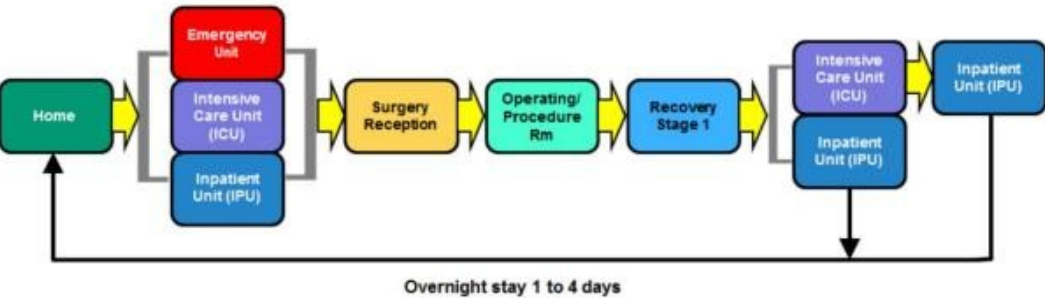 Home
Emergency
Unit
Intensive
Care Unit
(ICU)
Inpatient
Unit (IPU)
Surgery
Reception
Operating/
Procedure
Rm
Recovery
Stage 1
Intensive
Care Unit
(ICU)
Inpatient
Unit (IPU)
Inpatient
Unit (IPU)
Overnight stay 1 to 4 days